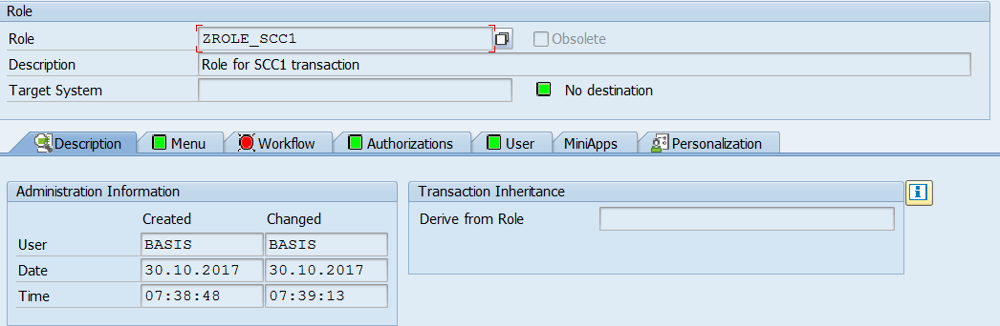 Role
Role ZROLE_SCC1 Obsolete
Description Role for SCC1 transaction
Target System No destination
Description Menu Workflow Authorizations User MiniApps Personalization
Administration Information
Created Changed
User BASIS BASIS
Date 30.10.2017 30.10.2017
Time 07:38:48 07:39:13
Transaction Inheritance
Derive from Role